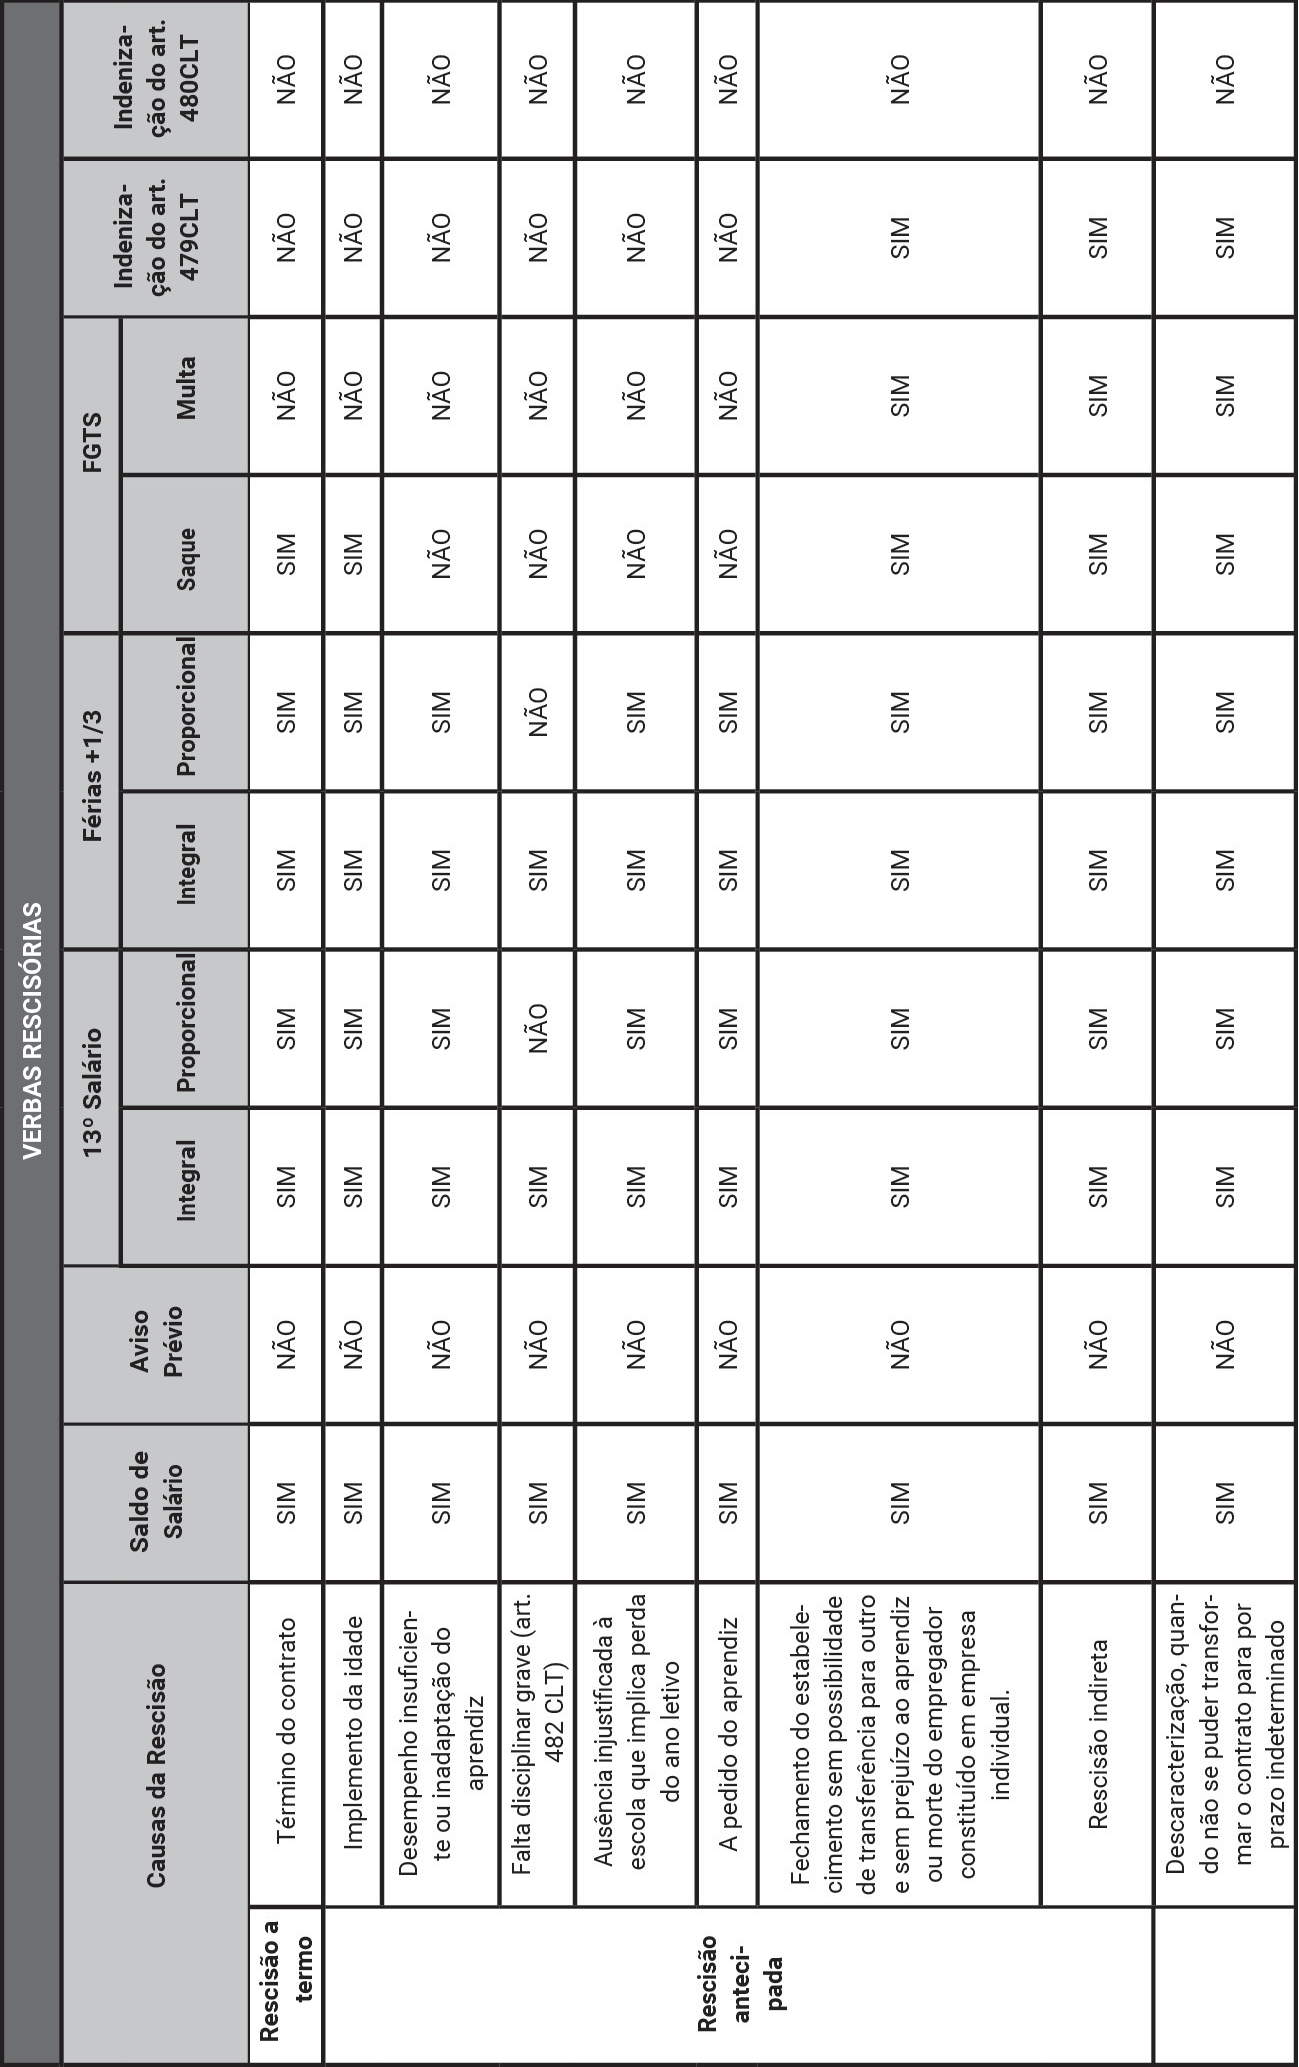 VERBAS RESCISÓRIAS
Causas da Rescisão
Saldo de
Salário
Aviso
Prévio
13º Salário
Férias +1/3
FGTS
Indeniza-
ção do art.
479CLT
Indeniza-
ção do art.
480CLT
Integral
Proporcional
Integral
Proporcional
Saque
Multa
Rescisão a
termo
Término do contrato
SIM
NÃO
SIM
SIM
SIM
SIM
SIM
NÃO
NÃO
NÃO
Rescisão
anteci-
pada
Implemento da idade
SIM
NÃO
SIM
SIM
SIM
SIM
SIM
NÃO
NÃO
NÃO
Desempenho insuficien-
te ou inadaptação do
aprendiz
SIM
NÃO
SIM
SIM
SIM
SIM
NÃO
NÃO
NÃO
NÃO
Falta disciplinar grave (art.
482 CLT)
SIM
NÃO
SIM
NÃO
SIM
NÃO
NÃO
NÃO
NÃO
NÃO
Ausência injustificada à
escola que implica perda
do ano letivo
SIM
NÃO
SIM
SIM
SIM
SIM
NÃO
NÃO
NÃO
NÃO
A pedido do aprendiz
SIM
NÃO
SIM
SIM
SIM
SIM
NÃO
NÃO
NÃO
NÃO
Fechamento do estabele-
cimento sem possibilidade
de transferência para outro
e sem prejuízo ao aprendiz
ou morte do empregador
constituído em empresa
individual.
SIM
NÃO
SIM
SIM
SIM
SIM
SIM
SIM
SIM
NÃO
Rescisão indireta
SIM
NÃO
SIM
SIM
SIM
SIM
SIM
SIM
SIM
NÃO
Descaracterização, quan-
do não se puder transfor-
mar o contrato para por
prazo indeterminado
SIM
NÃO
SIM
SIM
SIM
SIM
SIM
SIM
SIM
NÃO